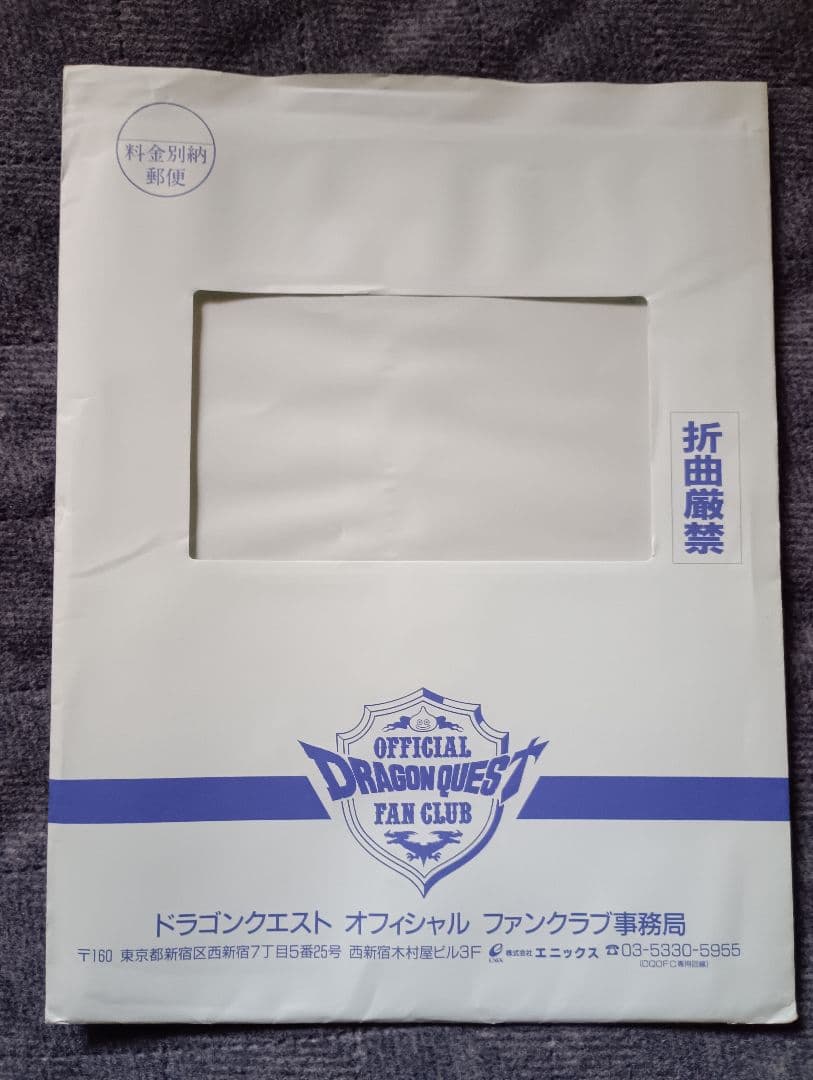 料金別納
郵便
折曲厳禁
OFFICIAL
DRAGON QUEST
FAN CLUB
ドラゴンクエスト オフィシャル ファンクラブ事務局
〒160 東京都新宿区西新宿7丁目5番25号 西新宿木村屋ビル3F ENIX 株式会社 エニックス ☎03-5330-5955
(DQOFC専用回線)